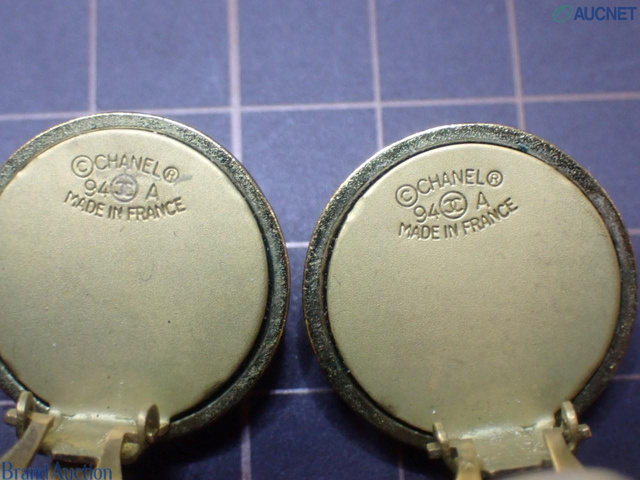 AUCNET
©CHANEL®
94 A
MADE IN FRANCE
©CHANEL®
94 A
MADE IN FRANCE
Brand Auction